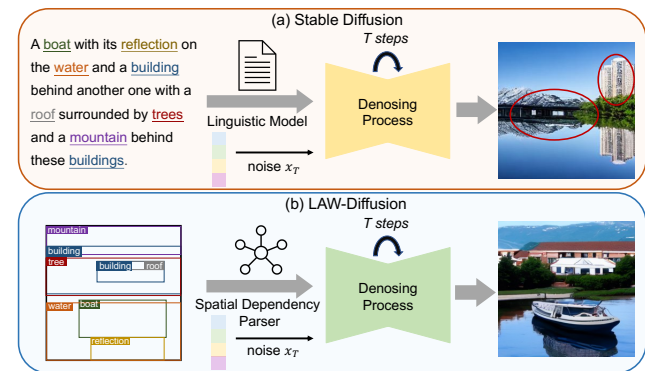 (a) Stable Diffusion
A boat with its reflection on
the water and a building
behind another one with a
roof surrounded by trees
and a mountain behind
these buildings.
Linguistic Model
noise x_T
T steps
Denosing
Process
(b) LAW-Diffusion
mountain
building
tree
building roof
water
boat
reflection
Spatial Dependency
Parser
noise x_T
T steps
Denosing
Process